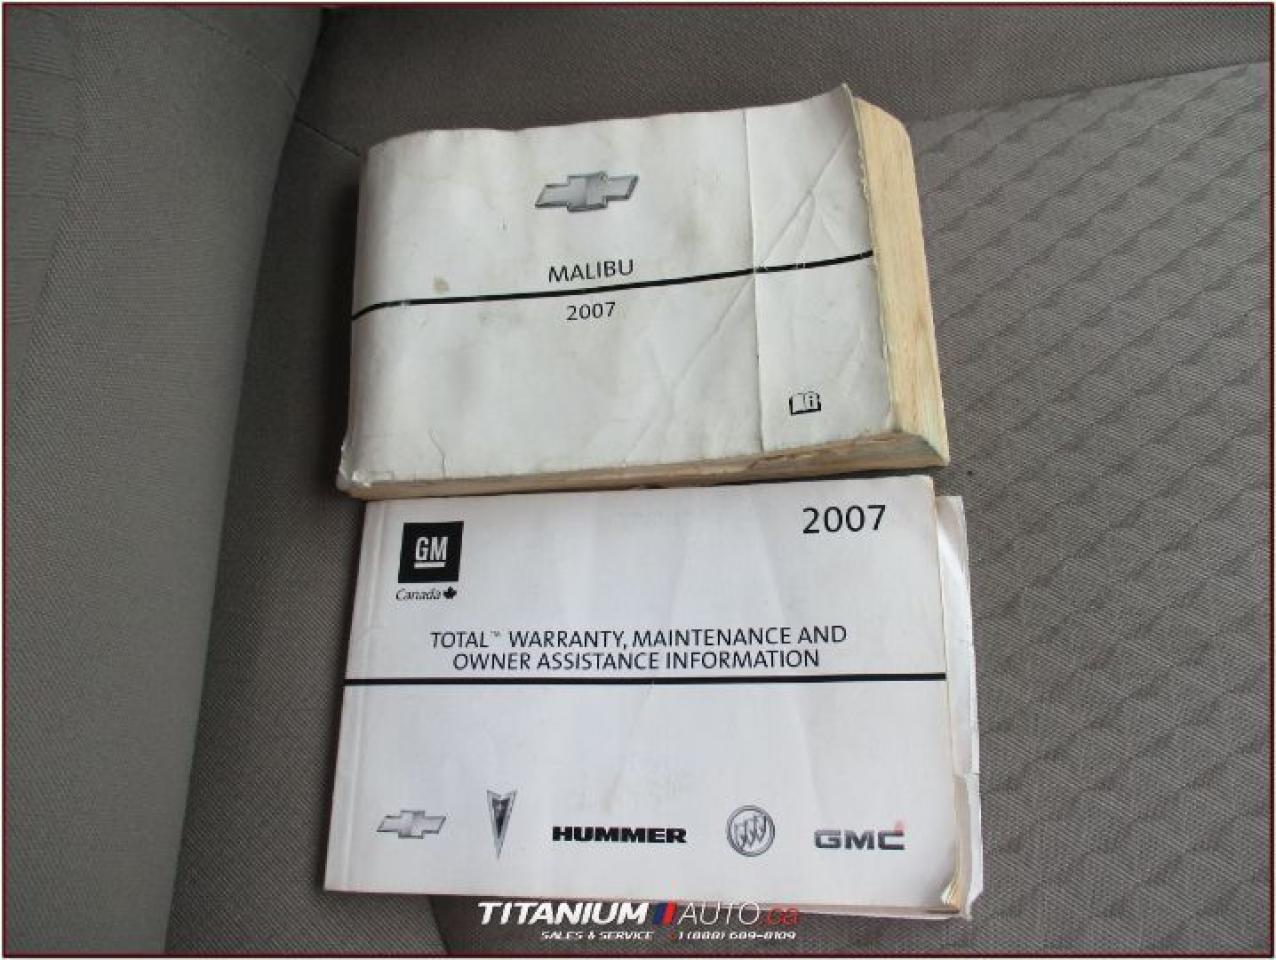 MALIBU
2007
GM
2007
Canada
TOTAL™ WARRANTY, MAINTENANCE AND
OWNER ASSISTANCE INFORMATION
HUMMER
GMC
TITANIUM AUTO.ca
SALES & SERVICE 1 (888) 689-8109